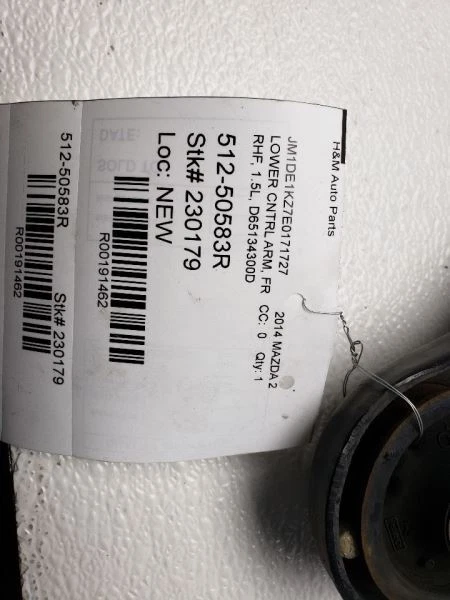 H&M Auto Parts
JM1DE1KZ7E0171727 2014 MAZDA 2
LOWER CNTRL ARM, FR CC: 0 Qty: 1
RHF, 1.5L, D65134300D
512-50583R
Stk# 230179
Loc: NEW
R00191462
512-50583R Stk# 230179
R00191462
DATE:
SOLD TO